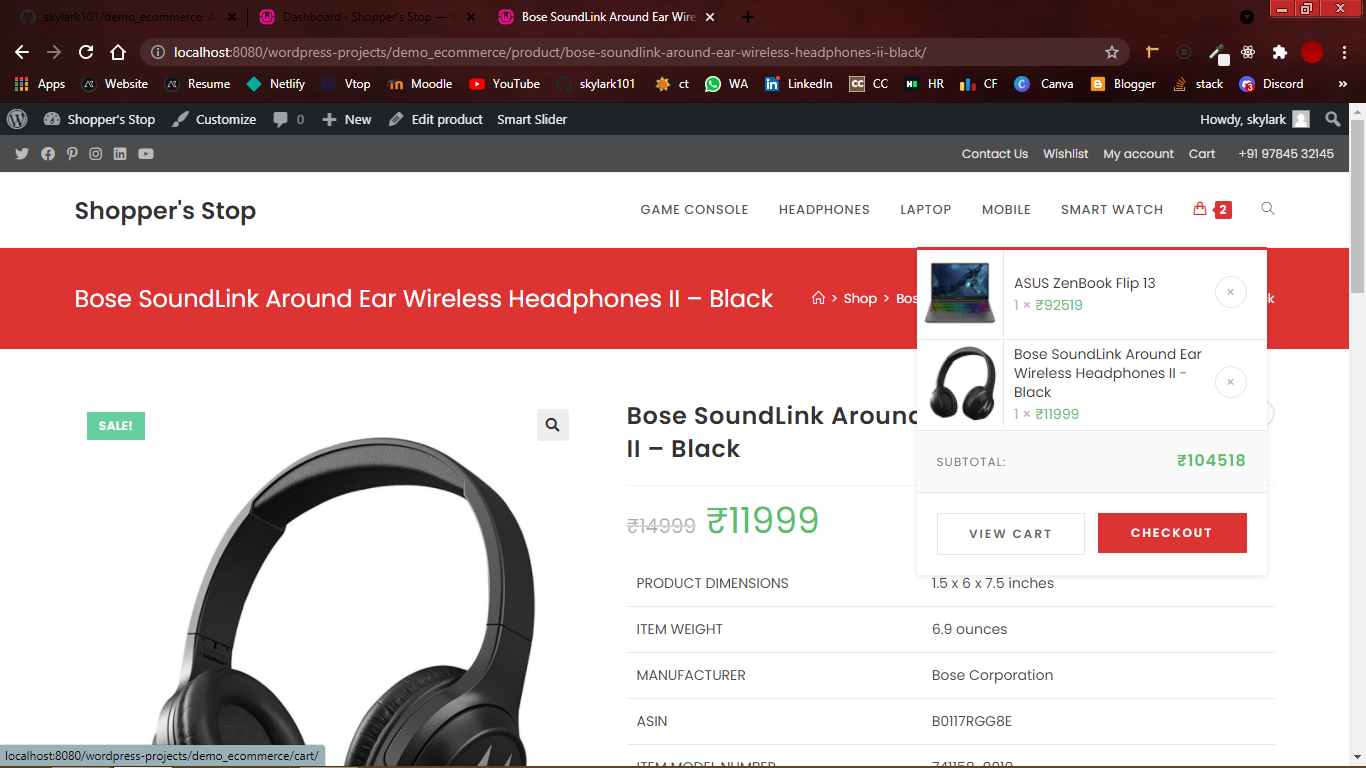 skylark101/demo_ecommerce: A
Dashboard ‹ Shopper's Stop — W
Bose SoundLink Around Ear Wire
localhost:8080/wordpress-projects/demo_ecommerce/product/bose-soundlink-around-ear-wireless-headphones-ii-black/
Apps Website Resume Netlify Vtop Moodle YouTube skylark101 ct WA LinkedIn CC CC HR CF Canva Blogger stack Discord »
Shopper's Stop Customize 0 New Edit product Smart Slider Howdy, skylark
Contact Us Wishlist My account Cart +91 97845 32145
Shopper's Stop GAME CONSOLE HEADPHONES LAPTOP MOBILE SMART WATCH 2
Bose SoundLink Around Ear Wireless Headphones II – Black > Shop > Bos k
ASUS ZenBook Flip 13 ×
1 × ₹92519
Bose SoundLink Around Ear
Wireless Headphones II -
Black ×
1 × ₹11999
SUBTOTAL: ₹104518
VIEW CART CHECKOUT
SALE!
Bose SoundLink Around
II – Black
₹14999 ₹11999
PRODUCT DIMENSIONS 1.5 x 6 x 7.5 inches
ITEM WEIGHT 6.9 ounces
MANUFACTURER Bose Corporation
ASIN B0117RGG8E
ITEM MODEL NUMBER 741158-0010
localhost:8080/wordpress-projects/demo_ecommerce/cart/